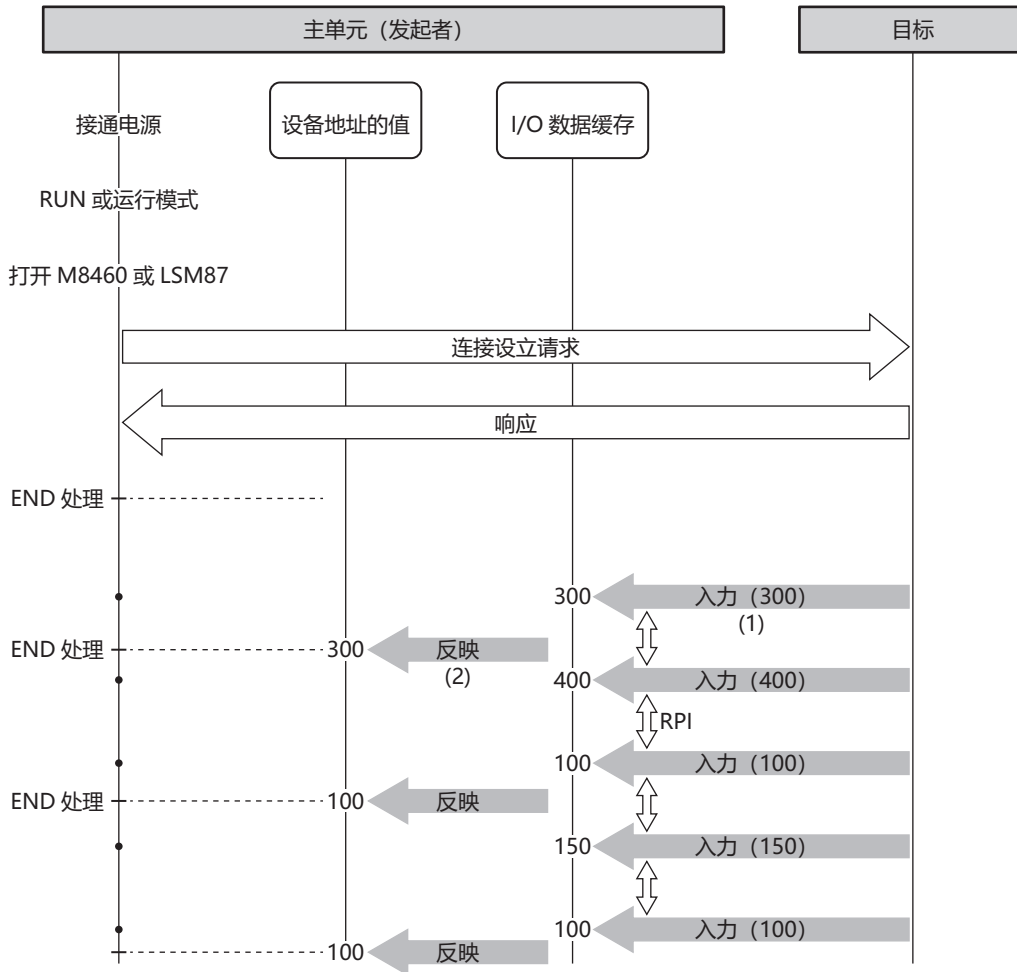 主单元（发起者）
目标
设备地址的值
I/O 数据缓存
接通电源
RUN 或运行模式
打开 M8460 或 LSM87
连接设立请求
响应
END 处理
300
入力（300）
(1)
END 处理
300
反映
(2)
400
入力（400）
RPI
100
入力（100）
END 处理
100
反映
150
入力（150）
100
入力（100）
100
反映